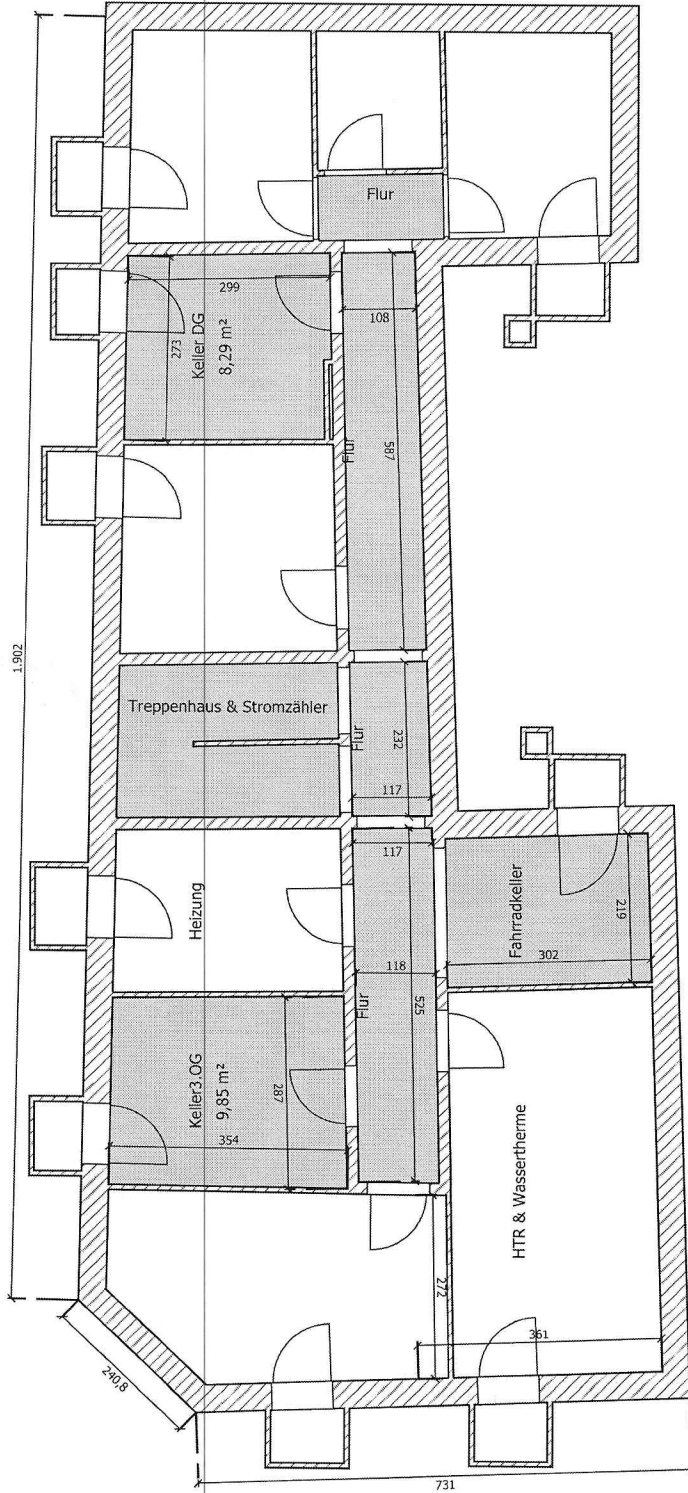 Flur
299
Keller DG
8,29 m²
273
108
Flur
587
1.902
Treppenhaus & Stromzähler
Flur
232
117
117
Heizung
Fahrradkeller
219
302
118
Flur
525
Keller3.OG
9,85 m²
287
354
HTR & Wassertherme
272
361
240,8
731